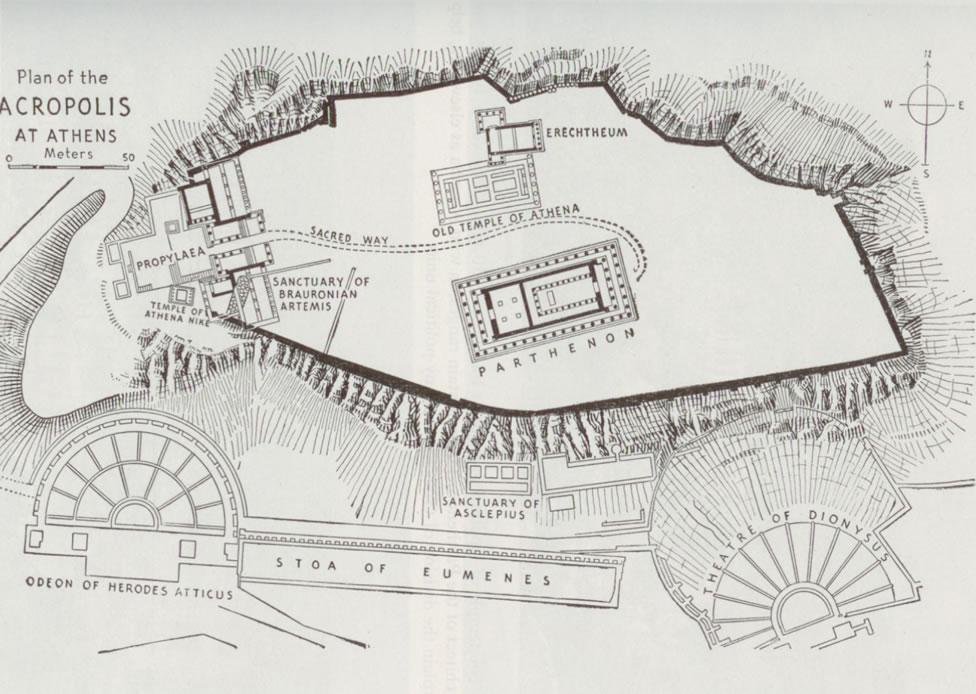 Plan of the
ACROPOLIS
AT ATHENS
Meters
0 50
N
W E
S
ERECHTHEUM
OLD TEMPLE OF ATHENA
SACRED WAY
PROPYLAEA
SANCTUARY OF
BRAURONIAN
ARTEMIS
TEMPLE OF
ATHENA NIKE
PARTHENON
SANCTUARY OF
ASCLEPIUS
THEATRE OF DIONYSUS
STOA OF EUMENES
ODEON OF HERODES ATTICUS